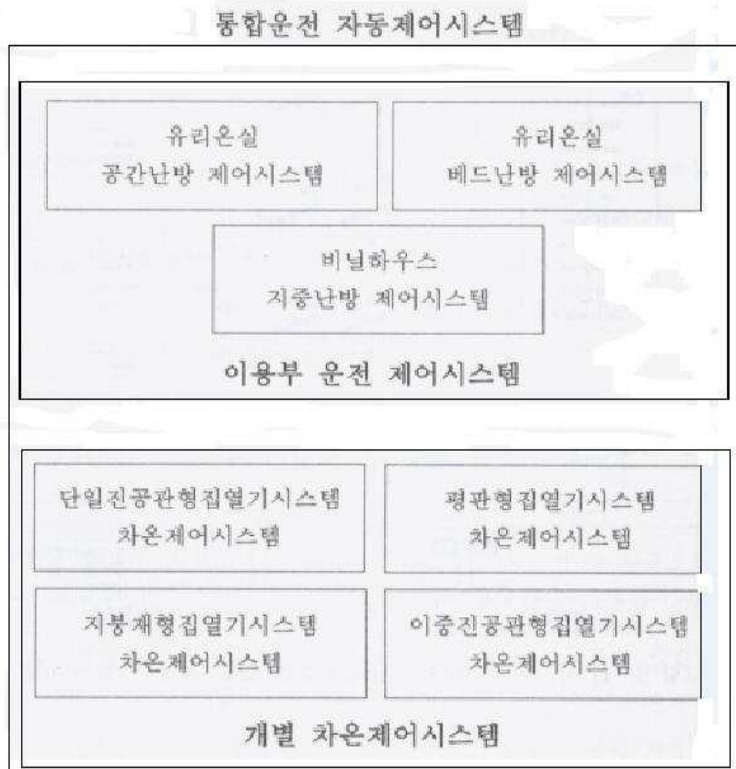 통합운전 자동제어시스템
유리온실
공간난방 제어시스템
유리온실
베드난방 제어시스템
비닐하우스
지중난방 제어시스템
이용부 운전 제어시스템
단일진공관형집열기시스템
차온제어시스템
평판형집열기시스템
차온제어시스템
지붕재형집열기시스템
차온제어시스템
이중진공관형집열기시스템
차온제어시스템
개별 차온제어시스템